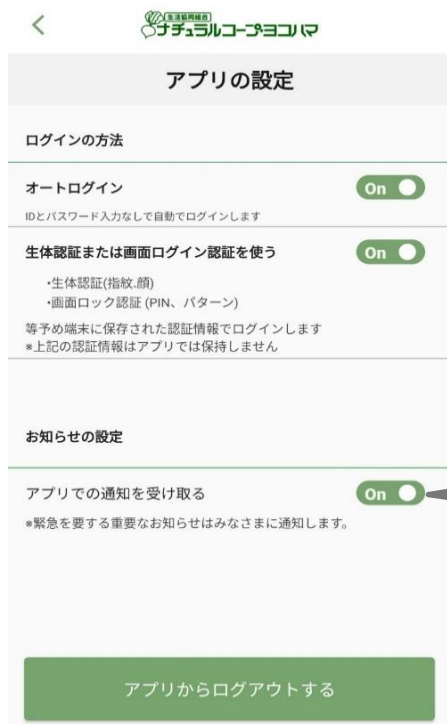 生活協同組合
ナチュラルコープ・ヨコハマ
アプリの設定
ログインの方法
オートログイン
On
IDとパスワード入力なしで自動でログインします
生体認証または画面ログイン認証を使う
On
・生体認証(指紋.顔)
・画面ロック認証 (PIN、パターン)
等予め端末に保存された認証情報でログインします
※上記の認証情報はアプリでは保持しません
お知らせの設定
アプリでの通知を受け取る
On
※緊急を要する重要なお知らせはみなさまに通知します。
アプリからログアウトする